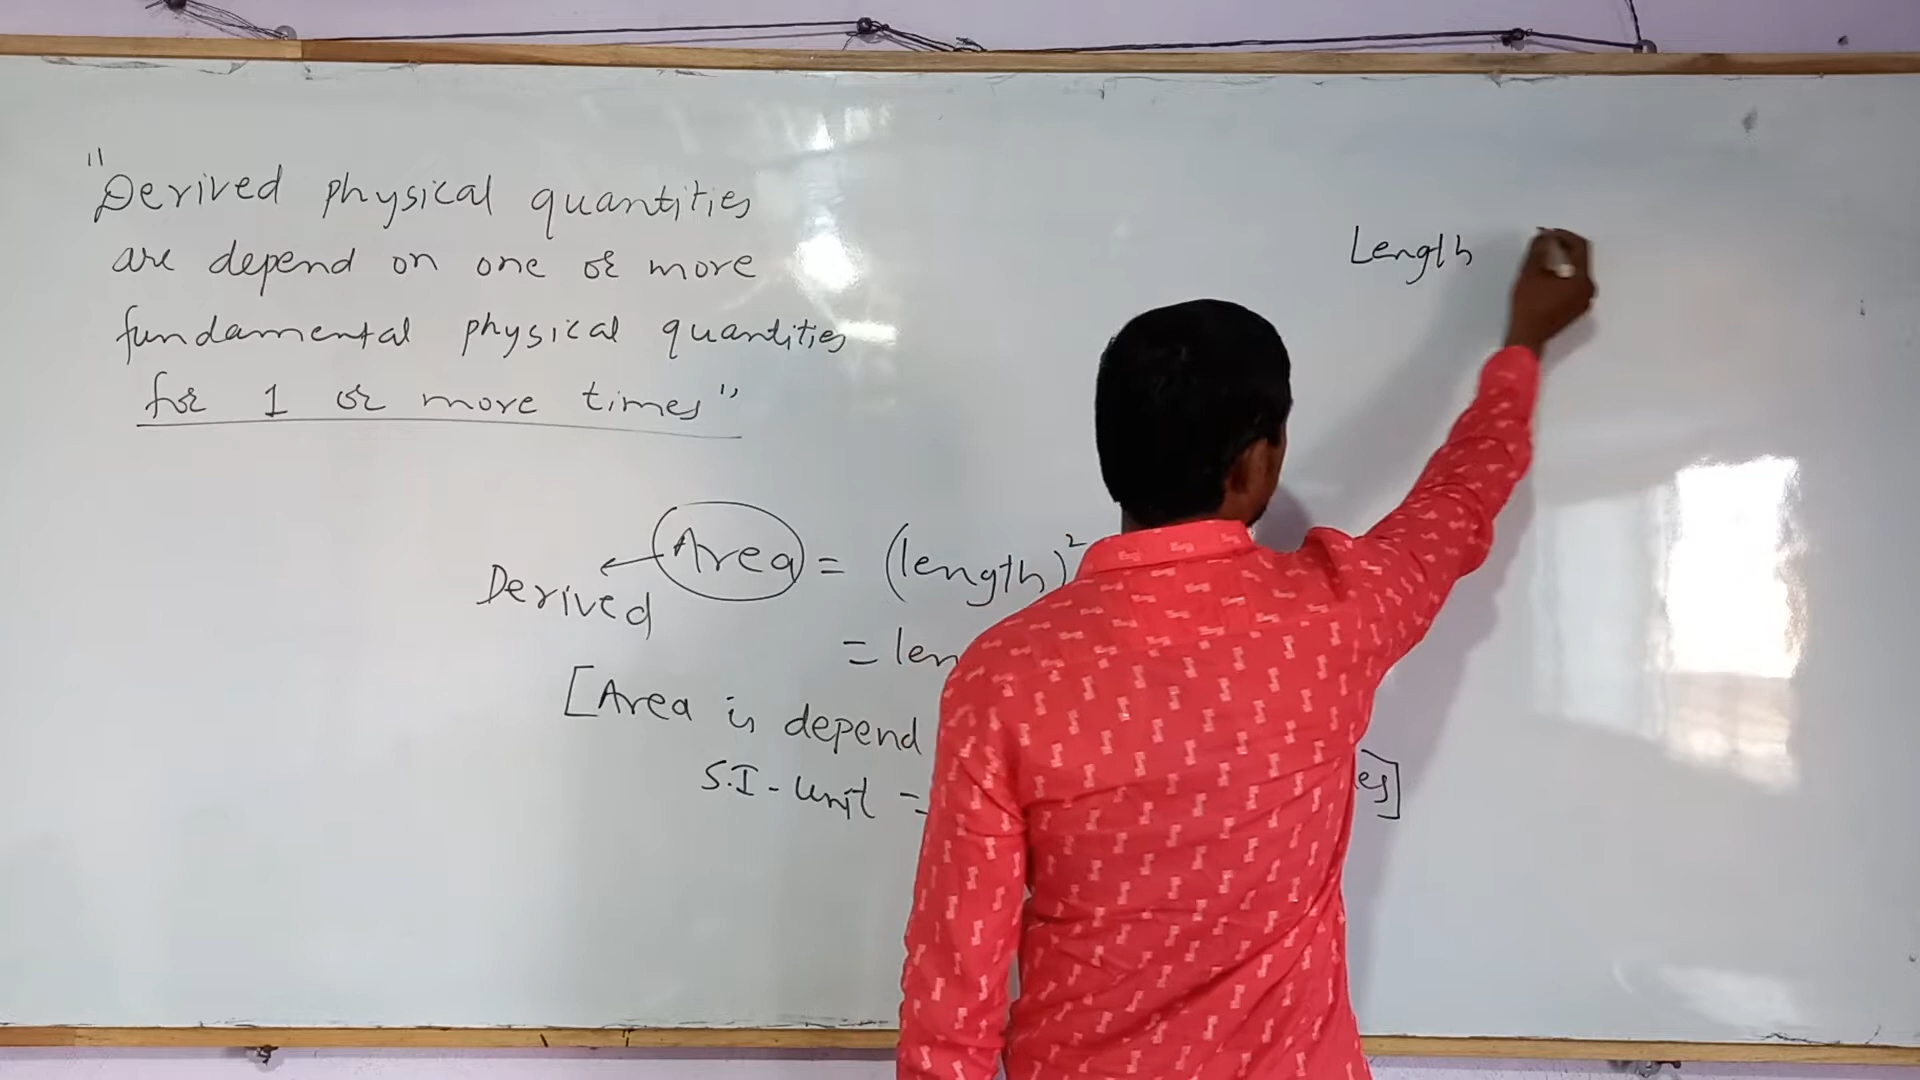 "Derived physical quantities
are depend on one or more
fundamental physical quantities
for 1 or more times"
Length
Area = (length)²
Derived
= len
[Area is depend es]
S.I-Unit =